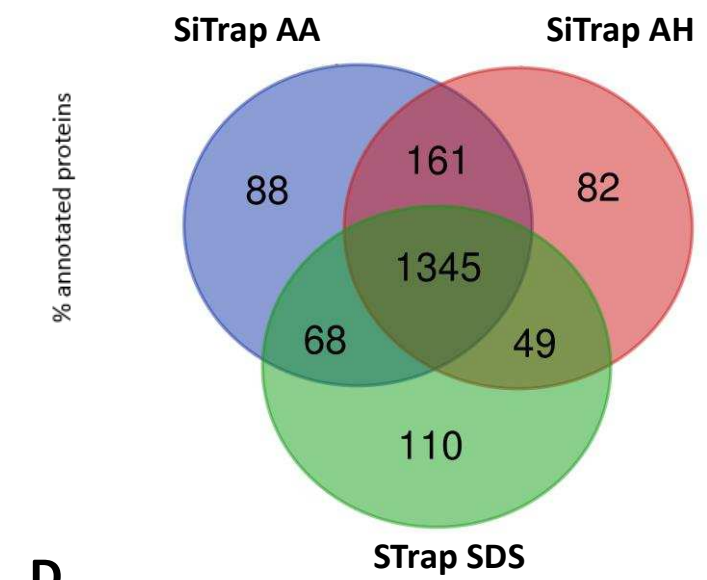 SiTrap AA
SiTrap AH
% annotated proteins
161
88
82
1345
68
49
110
STrap SDS
D